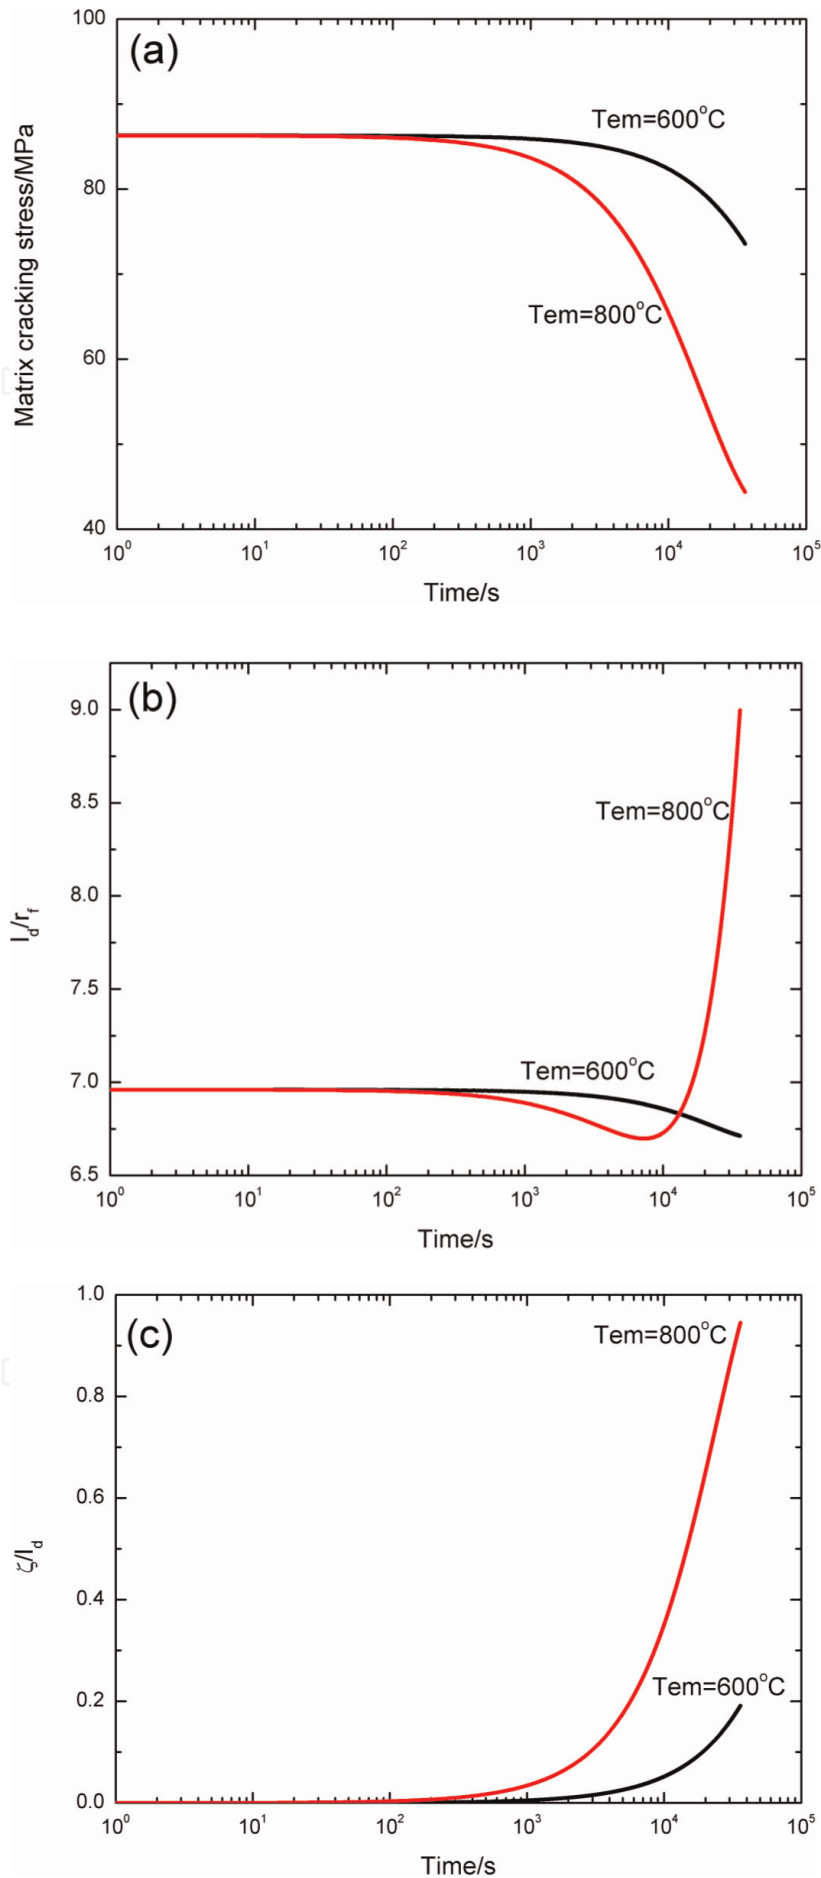 (a)
100
80
60
40
Matrix cracking stress/MPa
Tem=600°C
Tem=800°C
10⁰ 10¹ 10² 10³ 10⁴ 10⁵
Time/s
(b)
9.0
8.5
8.0
7.5
7.0
6.5
l_d/r_f
Tem=800°C
Tem=600°C
10⁰ 10¹ 10² 10³ 10⁴ 10⁵
Time/s
(c)
1.0
0.8
0.6
0.4
0.2
0.0
ζ/l_d
Tem=800°C
Tem=600°C
10⁰ 10¹ 10² 10³ 10⁴ 10⁵
Time/s